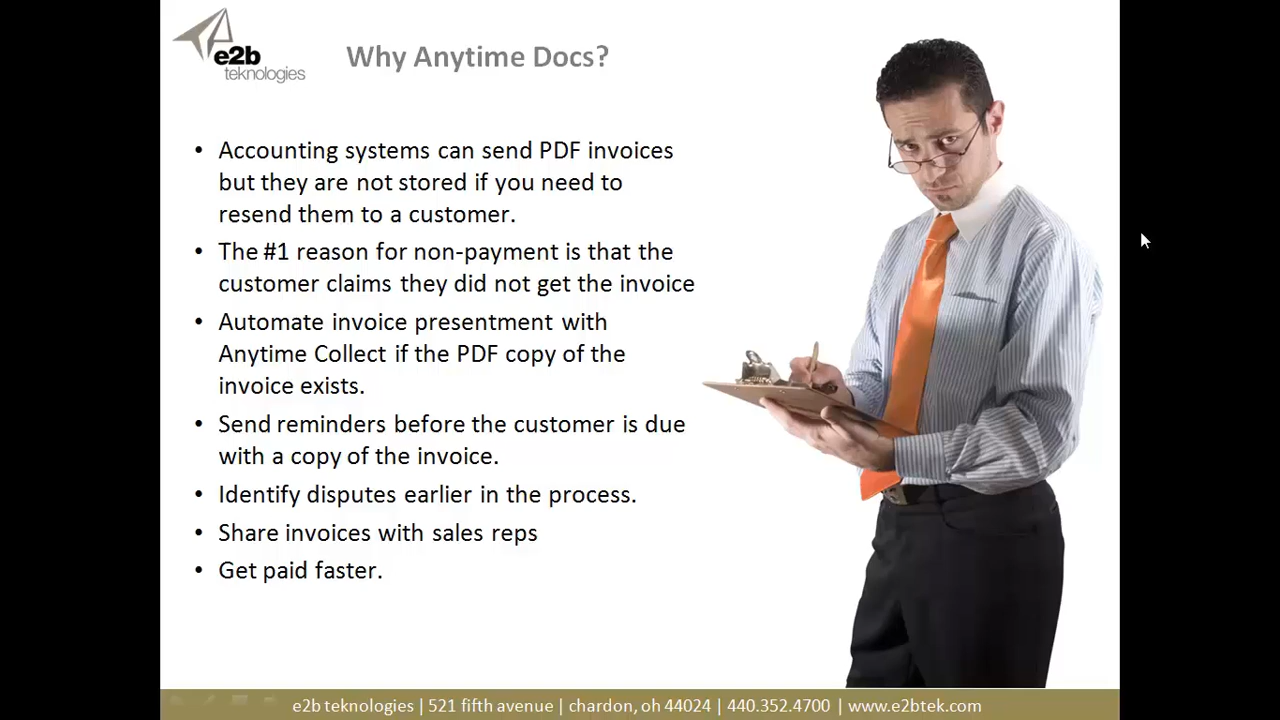 e2b
teknologies
Why Anytime Docs?
• Accounting systems can send PDF invoices
but they are not stored if you need to
resend them to a customer.
• The #1 reason for non-payment is that the
customer claims they did not get the invoice
• Automate invoice presentment with
Anytime Collect if the PDF copy of the
invoice exists.
• Send reminders before the customer is due
with a copy of the invoice.
• Identify disputes earlier in the process.
• Share invoices with sales reps
• Get paid faster.
e2b teknologies | 521 fifth avenue | chardon, oh 44024 | 440.352.4700 | www.e2btek.com